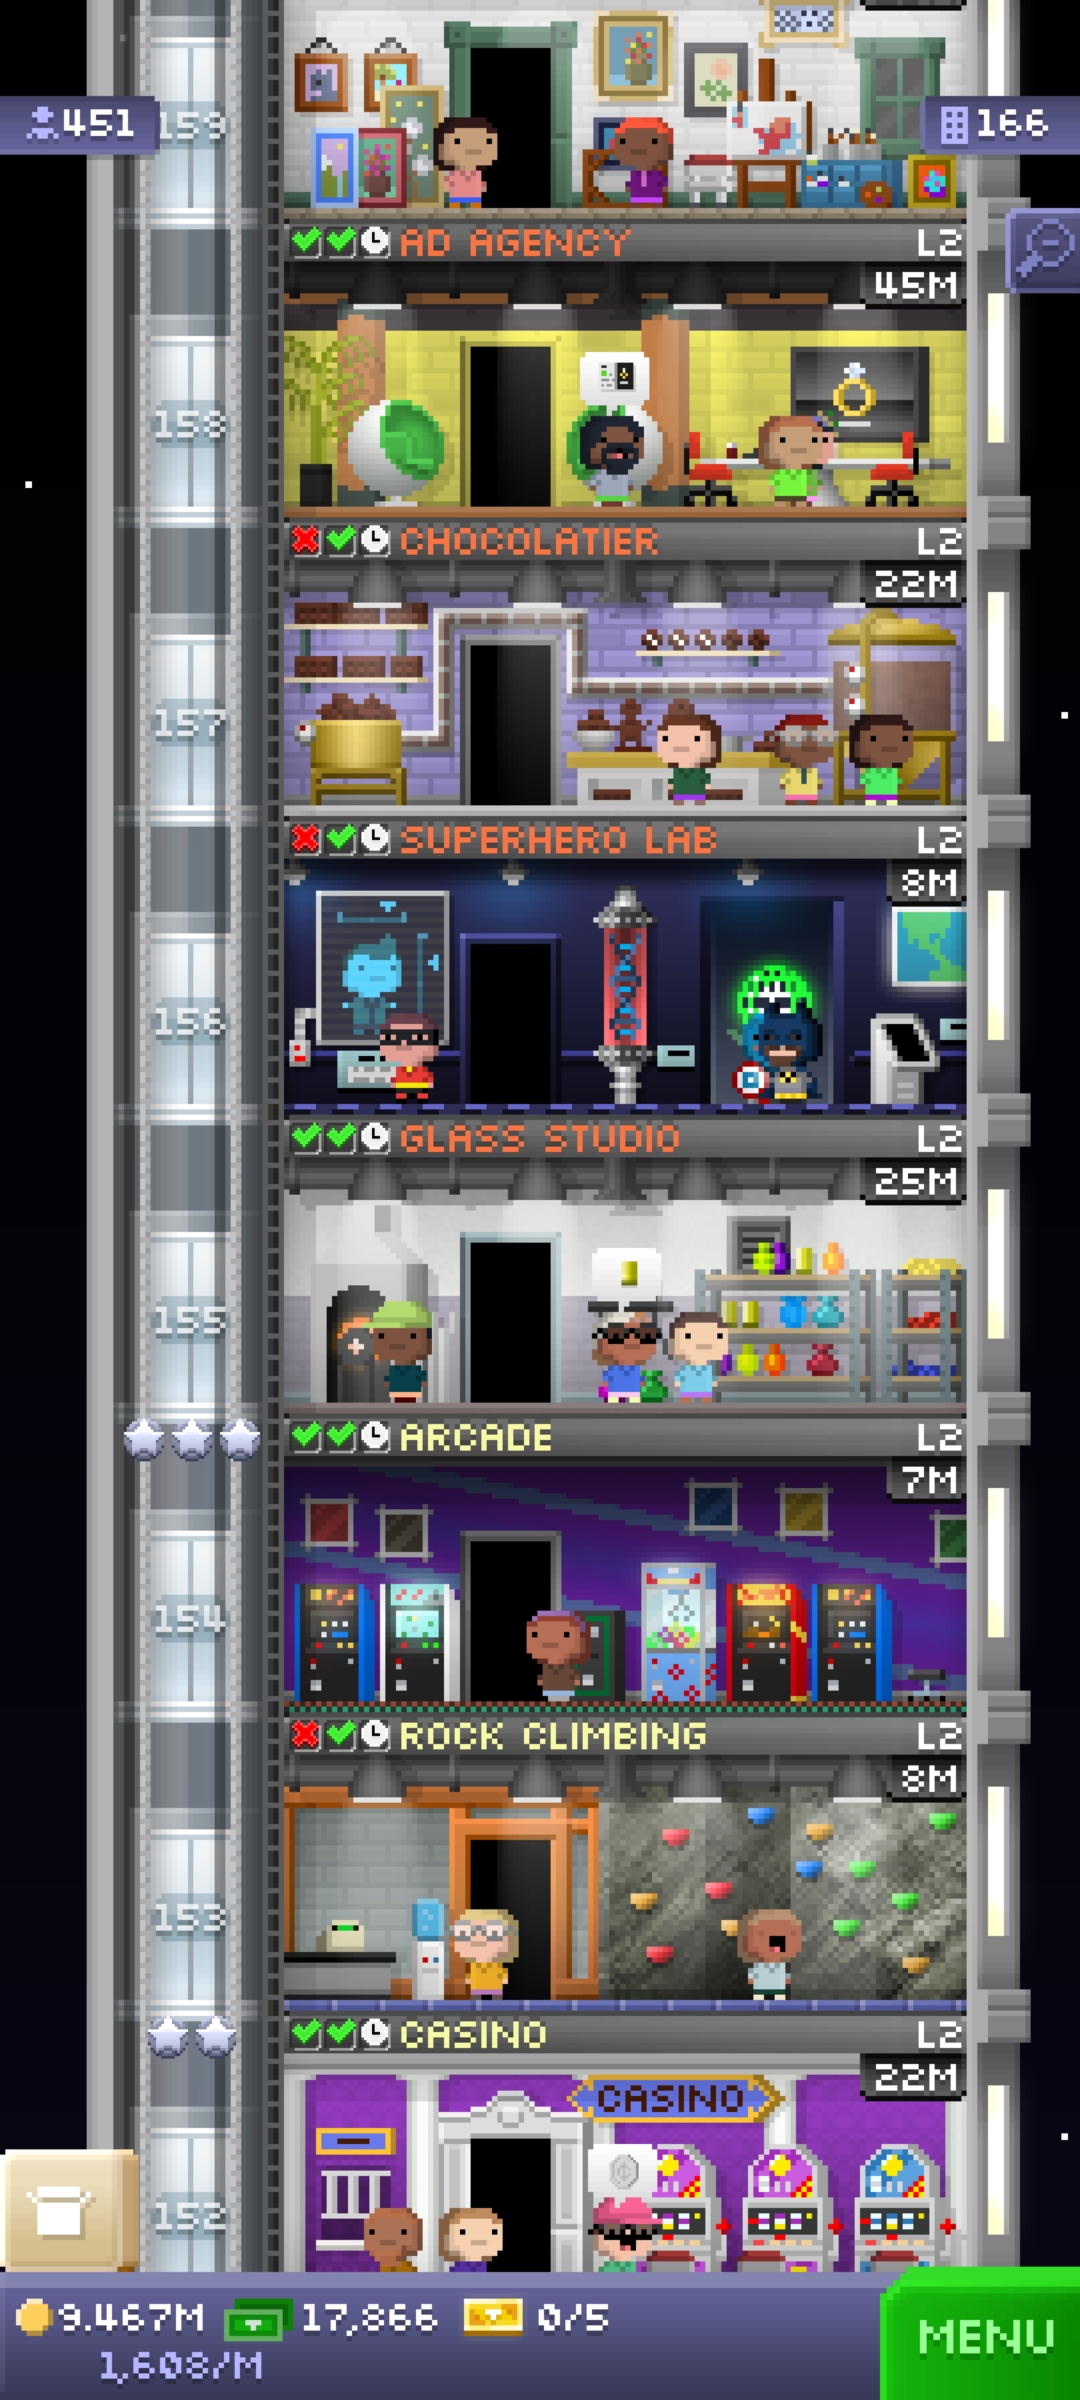 451
159
166
AD AGENCY L2
45M
158
CHOCOLATIER L2
22M
157
SUPERHERO LAB L2
8M
156
GLASS STUDIO L2
25M
155
ARCADE L2
7M
154
ROCK CLIMBING L2
8M
153
CASINO L2
22M
CASINO
152
9.467M 17,866 0/5
1,608/M
MENU